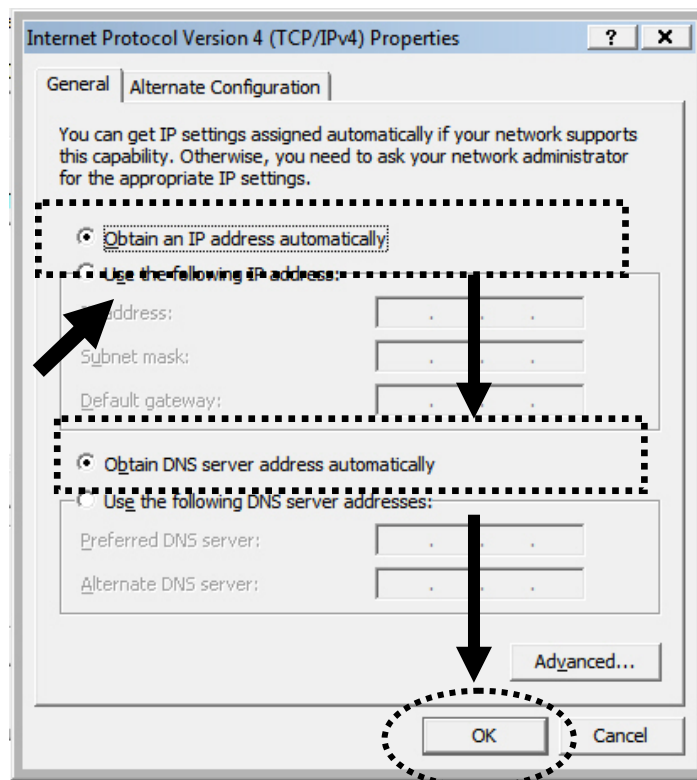 Internet Protocol Version 4 (TCP/IPv4) Properties
General
Alternate Configuration
You can get IP settings assigned automatically if your network supports
this capability. Otherwise, you need to ask your network administrator
for the appropriate IP settings.
Obtain an IP address automatically
Use the following IP address:
address:
Subnet mask:
Default gateway:
Obtain DNS server address automatically
Use the following DNS server addresses:
Preferred DNS server:
Alternate DNS server:
Advanced...
OK
Cancel